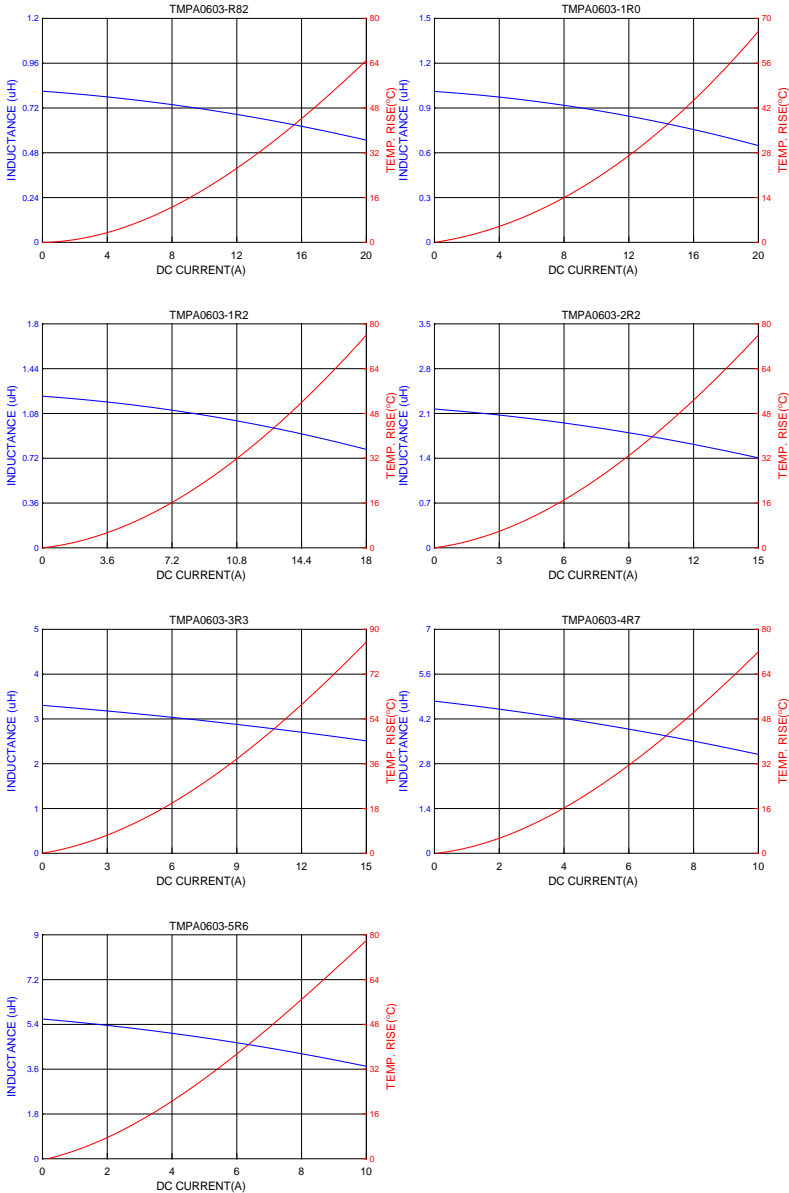 TMPA0603-R82
1.2
0.96
0.72
0.48
0.24
0
80
64
48
32
16
0
0 4 8 12 16 20
INDUCTANCE (uH)
TEMP. RISE(°C)
DC CURRENT(A)
TMPA0603-1R0
1.5
1.2
0.9
0.6
0.3
0
70
56
42
28
14
0
0 4 8 12 16 20
INDUCTANCE (uH)
TEMP. RISE(°C)
DC CURRENT(A)
TMPA0603-1R2
1.8
1.44
1.08
0.72
0.36
0
80
64
48
32
16
0
0 3.6 7.2 10.8 14.4 18
INDUCTANCE (uH)
TEMP. RISE(°C)
DC CURRENT(A)
TMPA0603-2R2
3.5
2.8
2.1
1.4
0.7
0
80
64
48
32
16
0
0 3 6 9 12 15
INDUCTANCE (uH)
TEMP. RISE(°C)
DC CURRENT(A)
TMPA0603-3R3
5
4
3
2
1
0
90
72
54
36
18
0
0 3 6 9 12 15
INDUCTANCE (uH)
TEMP. RISE(°C)
DC CURRENT(A)
TMPA0603-4R7
7
5.6
4.2
2.8
1.4
0
80
64
48
32
16
0
0 2 4 6 8 10
INDUCTANCE (uH)
TEMP. RISE(°C)
DC CURRENT(A)
TMPA0603-5R6
9
7.2
5.4
3.6
1.8
0
80
64
48
32
16
0
0 2 4 6 8 10
INDUCTANCE (uH)
TEMP. RISE(°C)
DC CURRENT(A)